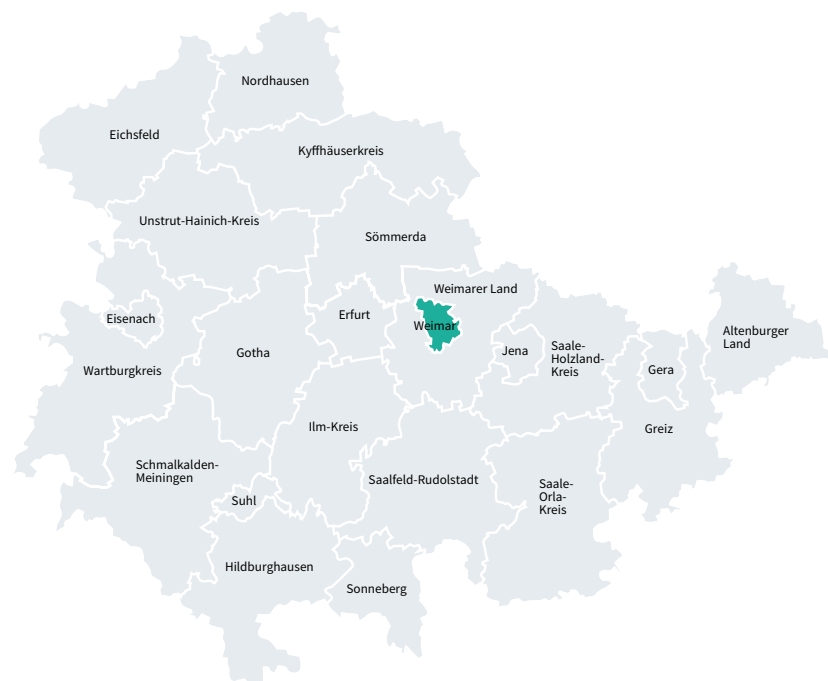 Nordhausen
Eichsfeld
Kyffhäuserkreis
Unstrut-Hainich-Kreis
Sömmerda
Weimarer Land
Eisenach
Erfurt
Weimar
Altenburger
Land
Gotha
Jena
Saale-
Holzland-
Kreis
Wartburgkreis
Gera
Ilm-Kreis
Greiz
Schmalkalden-
Meiningen
Saalfeld-Rudolstadt
Saale-
Orla-
Kreis
Suhl
Hildburghausen
Sonneberg